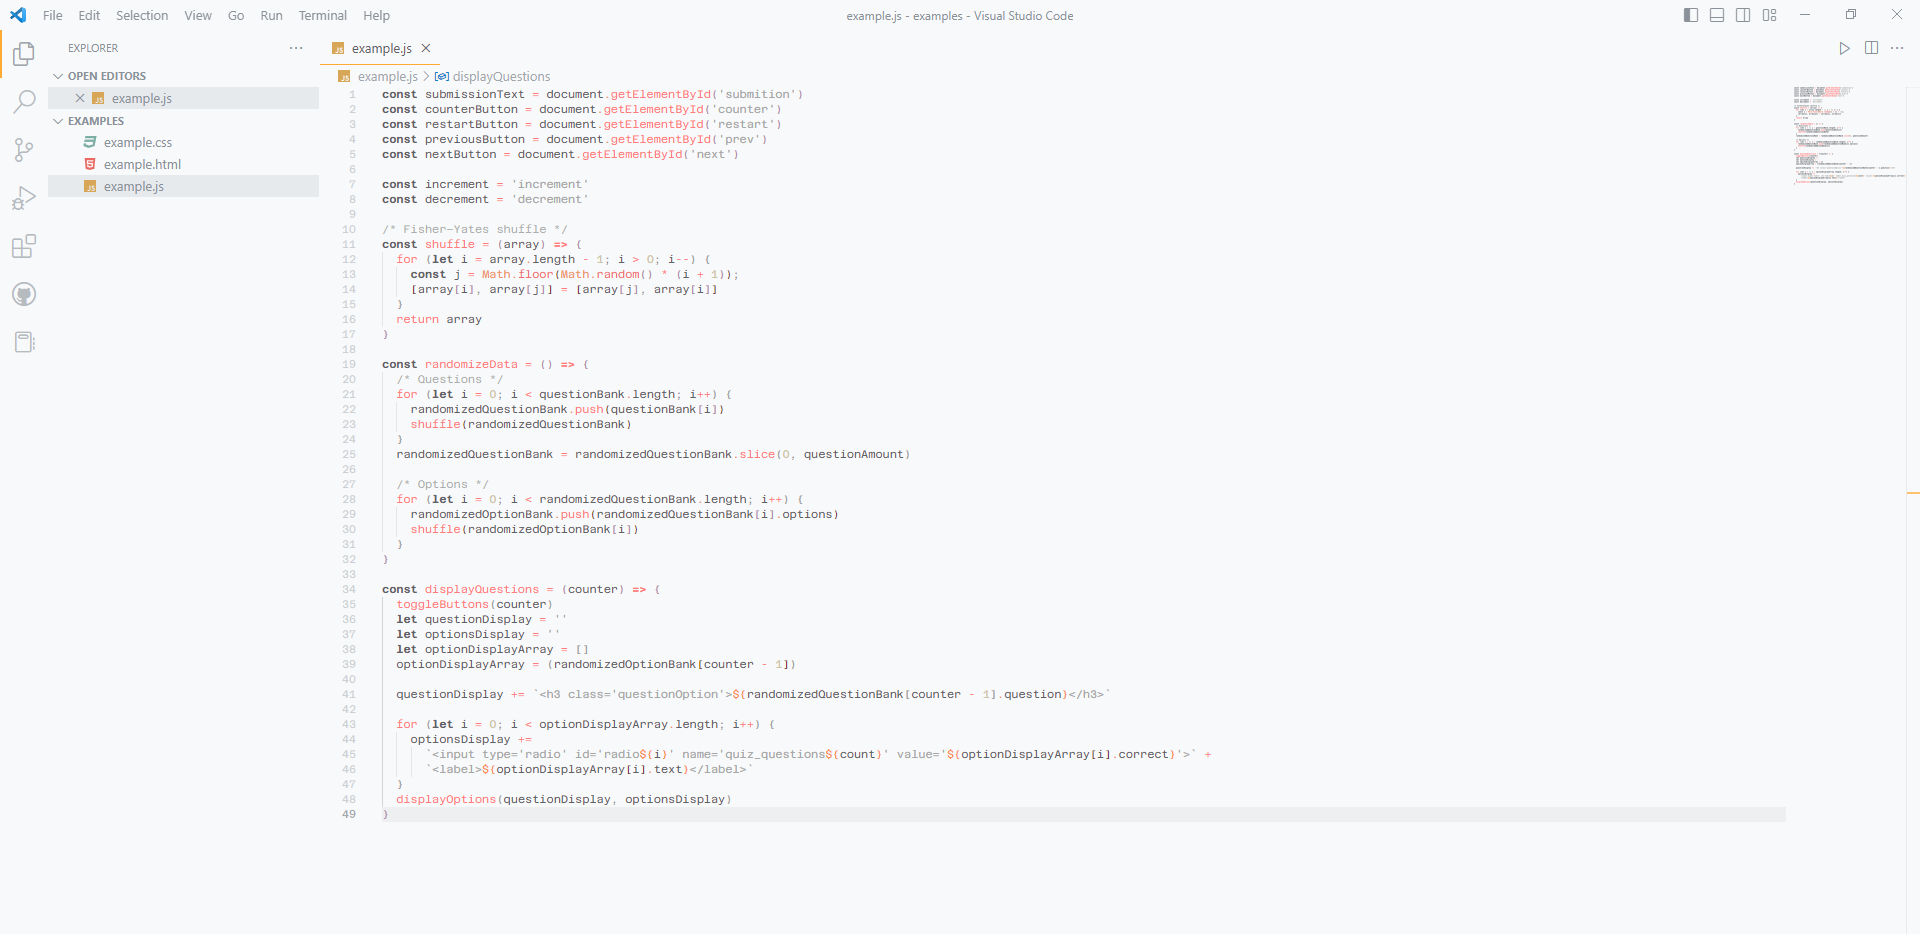 File Edit Selection View Go Run Terminal Help
example.js - examples - Visual Studio Code
EXPLORER
OPEN EDITORS
example.js
EXAMPLES
example.css
example.html
example.js
example.js
example.js > displayQuestions
1 const submissionText = document.getElementById('submition')
2 const counterButton = document.getElementById('counter')
3 const restartButton = document.getElementById('restart')
4 const previousButton = document.getElementById('prev')
5 const nextButton = document.getElementById('next')
6
7 const increment = 'increment'
8 const decrement = 'decrement'
9
10 /* Fisher-Yates shuffle */
11 const shuffle = (array) => {
12 for (let i = array.length - 1; i > 0; i--) {
13 const j = Math.floor(Math.random() * (i + 1));
14 [array[i], array[j]] = [array[j], array[i]]
15 }
16 return array
17 }
18
19 const randomizeData = () => {
20 /* Questions */
21 for (let i = 0; i < questionBank.length; i++) {
22 randomizedQuestionBank.push(questionBank[i])
23 shuffle(randomizedQuestionBank)
24 }
25 randomizedQuestionBank = randomizedQuestionBank.slice(0, questionAmount)
26
27 /* Options */
28 for (let i = 0; i < randomizedQuestionBank.length; i++) {
29 randomizedOptionBank.push(randomizedQuestionBank[i].options)
30 shuffle(randomizedOptionBank[i])
31 }
32 }
33
34 const displayQuestions = (counter) => {
35 toggleButtons(counter)
36 let questionDisplay = ''
37 let optionsDisplay = ''
38 let optionDisplayArray = []
39 optionDisplayArray = (randomizedOptionBank[counter - 1])
40
41 questionDisplay += `<h3 class='questionOption'>${randomizedQuestionBank[counter - 1].question}</h3>`
42
43 for (let i = 0; i < optionDisplayArray.length; i++) {
44 optionsDisplay +=
45 `<input type='radio' id='radio${i}' name='quiz_questions${count}' value='${optionDisplayArray[i].correct}'>` +
46 `<label>${optionDisplayArray[i].text}</label>`
47 }
48 displayOptions(questionDisplay, optionsDisplay)
49 }